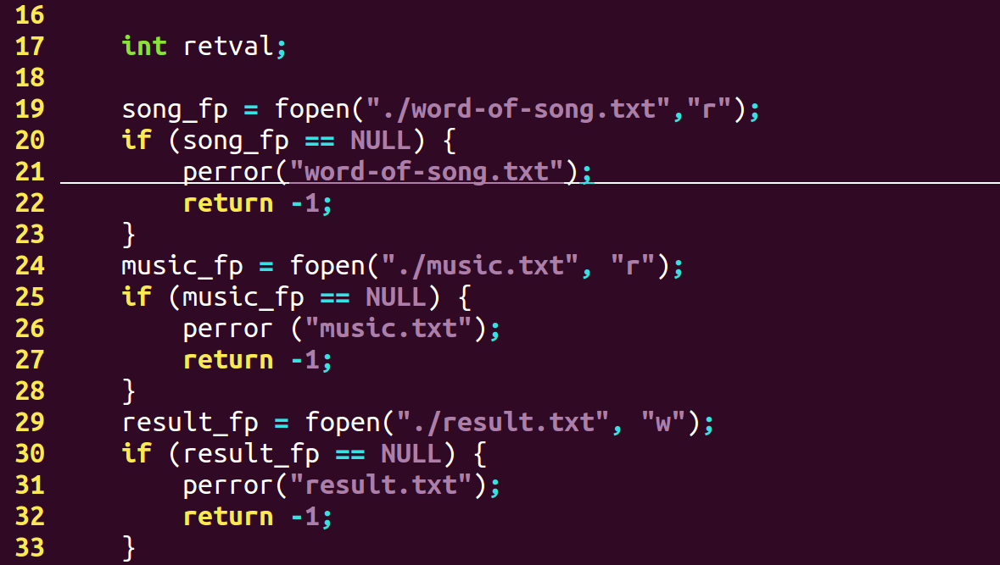 16
17     int retval;
18
19     song_fp = fopen("./word-of-song.txt","r");
20     if (song_fp == NULL) {
21         perror("word-of-song.txt");
22         return -1;
23     }
24     music_fp = fopen("./music.txt", "r");
25     if (music_fp == NULL) {
26         perror ("music.txt");
27         return -1;
28     }
29     result_fp = fopen("./result.txt", "w");
30     if (result_fp == NULL) {
31         perror("result.txt");
32         return -1;
33     }